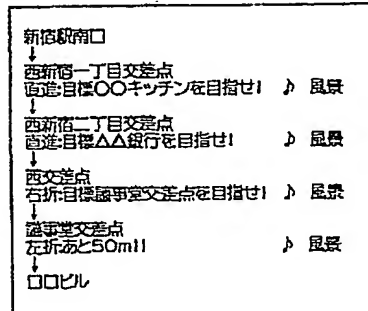 新宿駅南口
↓
西新宿一丁目交差点
直進:目標〇〇キッチンを目指せ! ♪ 風景
↓
西新宿二丁目交差点
直進:目標△△銀行を目指せ! ♪ 風景
↓
西交差点
右折:目標議事堂交差点を目指せ! ♪ 風景
↓
議事堂交差点
左折:あと50m!! ♪ 風景
↓
口口ビル